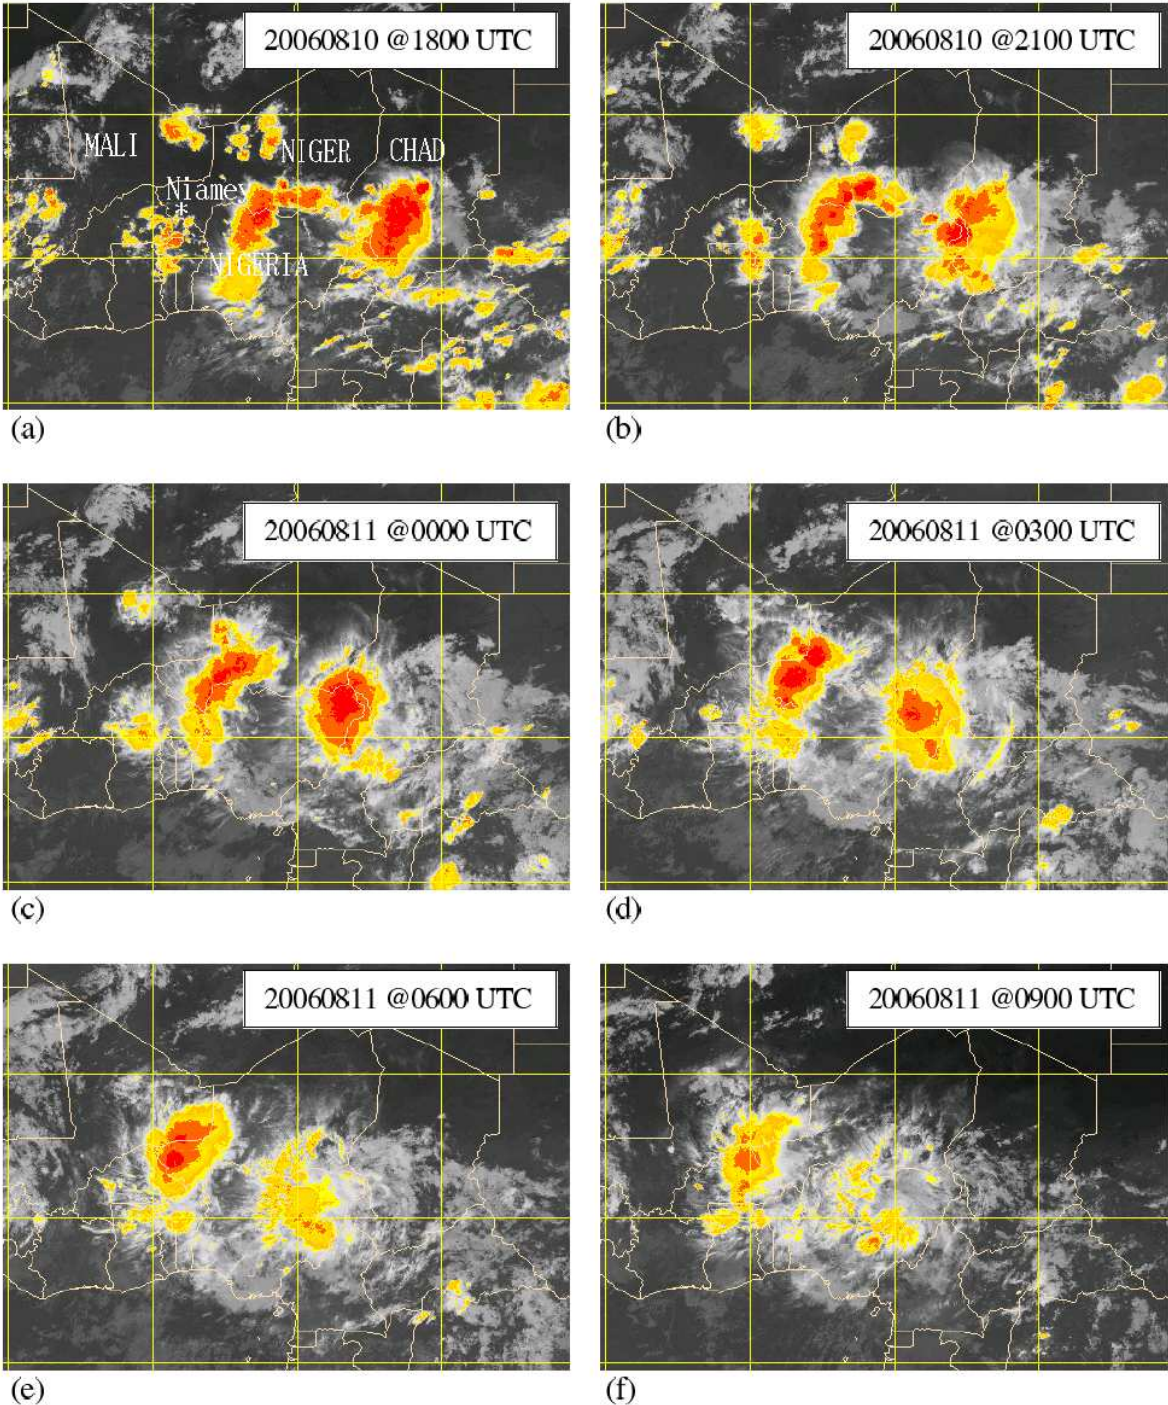 20060810 @1800 UTC
20060810 @2100 UTC
MALI
NIGER
CHAD
Niamey
*
NIGERIA
(a)
(b)
20060811 @0000 UTC
20060811 @0300 UTC
(c)
(d)
20060811 @0600 UTC
20060811 @0900 UTC
(e)
(f)